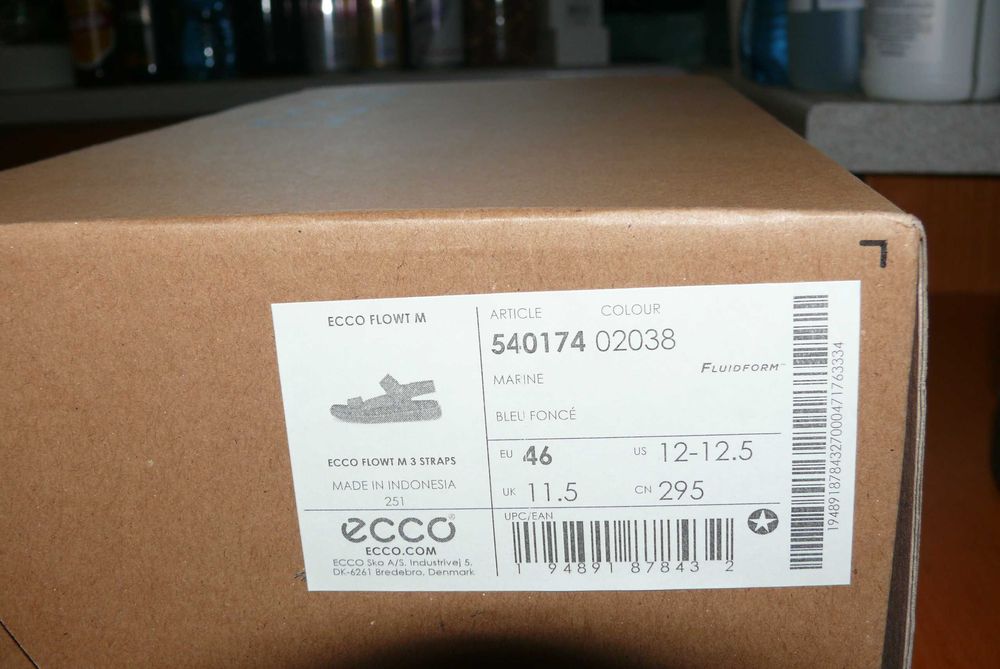 ECCO FLOWT M
ECCO FLOWT M 3 STRAPS
MADE IN INDONESIA
251
ecco®
ECCO.COM
ECCO Sko A/S. Industrivej 5.
DK-6261 Bredebro. Denmark
ARTICLE COLOUR
540174 02038
FLUIDFORM™
MARINE
BLEU FONCÉ
EU 46 US 12-12.5
UK 11.5 CN 295
UPC/EAN
1 94891 87843 2
19489187843270004717633​34